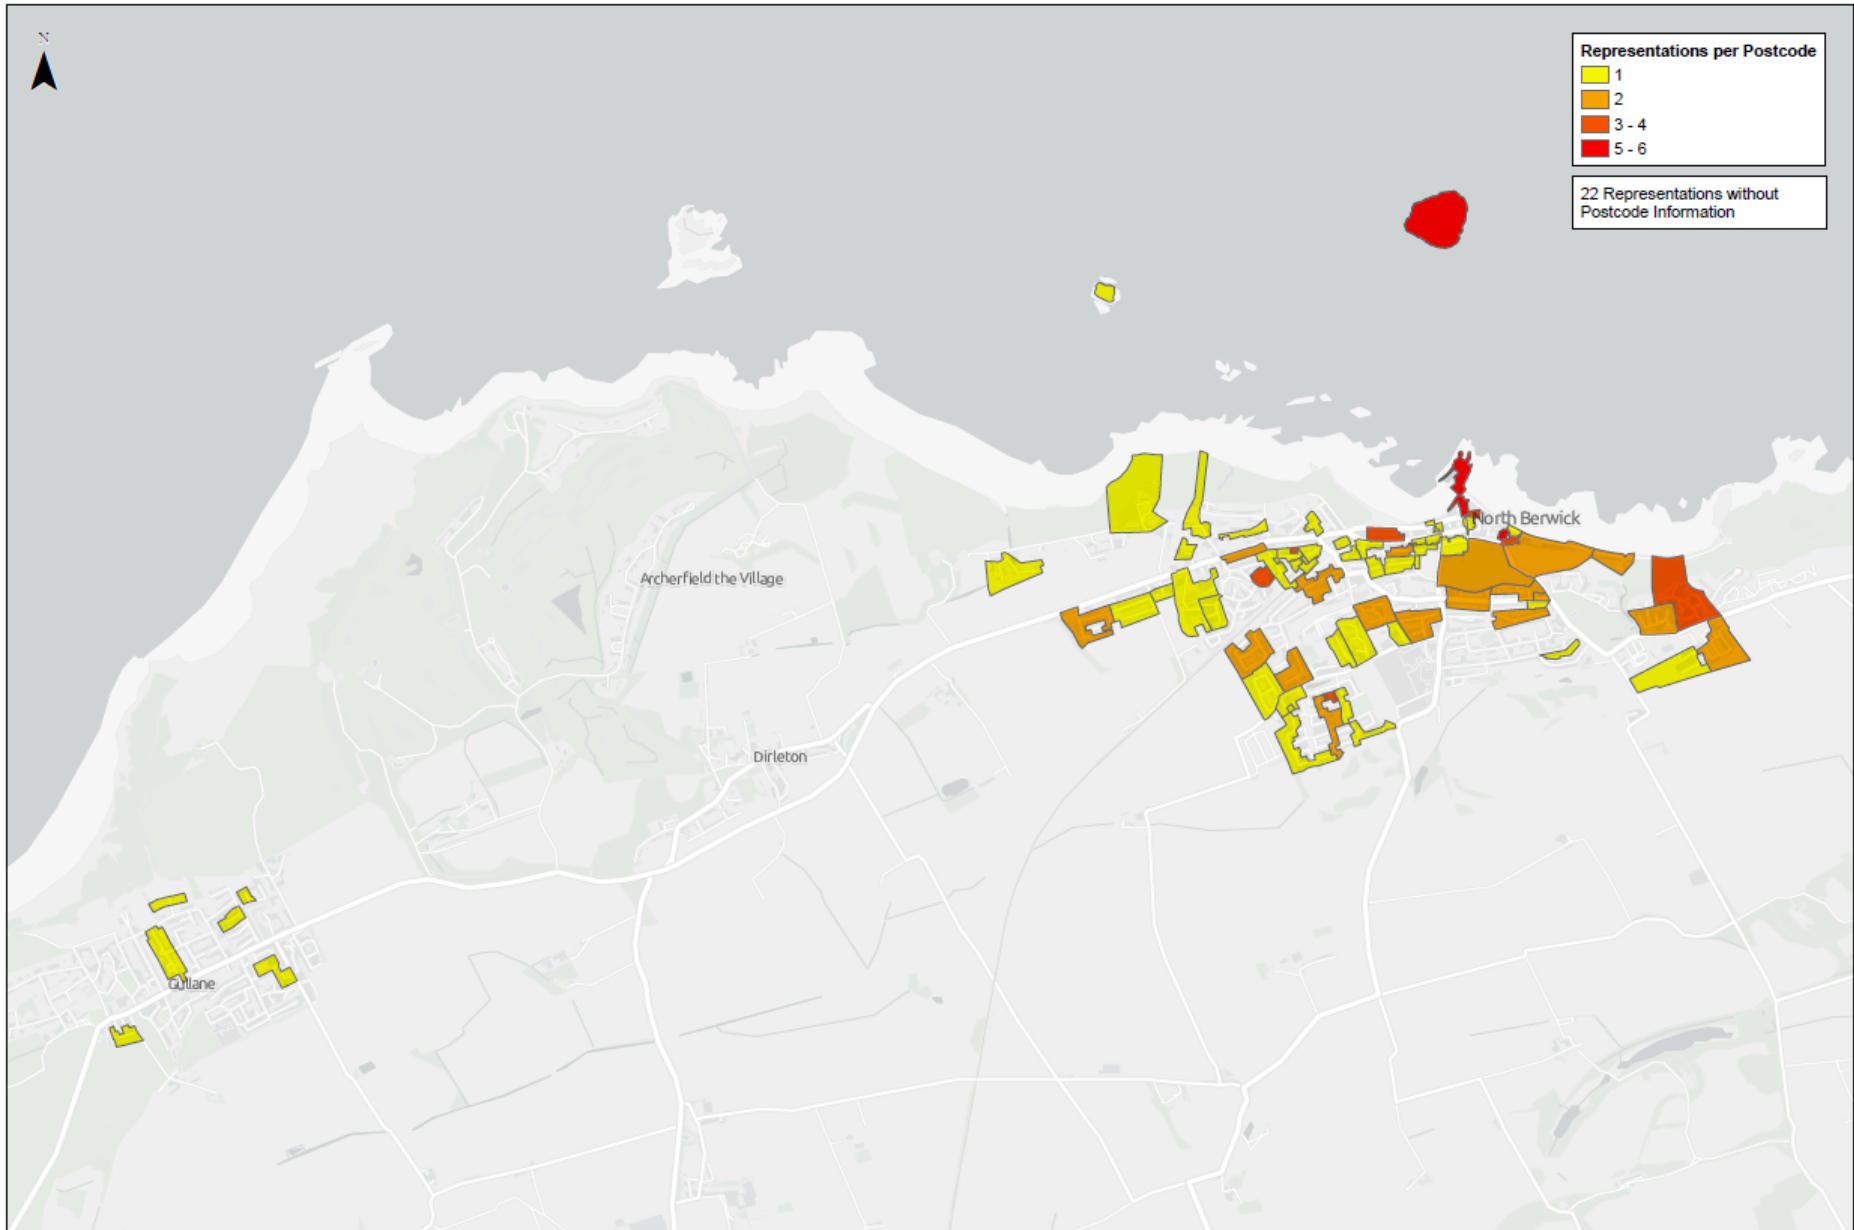 N
Representations per Postcode
1
2
3 - 4
5 - 6
22 Representations without
Postcode Information
North Berwick
Archerfield the Village
Dirleton
Gullane